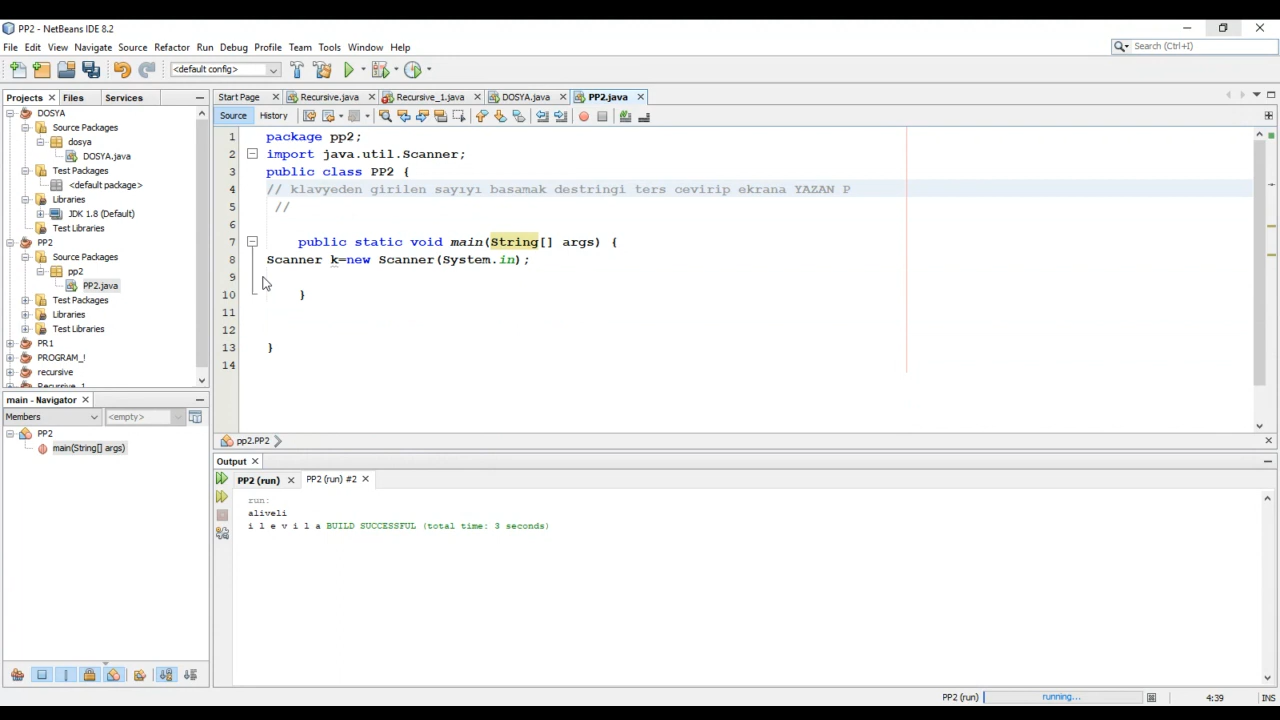 PP2 - NetBeans IDE 8.2
File Edit View Navigate Source Refactor Run Debug Profile Team Tools Window Help
Search (Ctrl+I)
<default config>
Projects Files Services
Start Page Recursive.java Recursive_1.java DOSYA.java PP2.java
Source History
DOSYA
Source Packages
dosya
DOSYA.java
Test Packages
<default package>
Libraries
JDK 1.8 (Default)
Test Libraries
PP2
Source Packages
pp2
PP2.java
Test Packages
Libraries
Test Libraries
PR1
PROGRAM_!
recursive
Recursive_1
main - Navigator
Members <empty>
PP2
main(String[] args)
1 package pp2;
2 import java.util.Scanner;
3 public class PP2 {
4 // klavyeden girilen sayıyı basamak destringi ters cevirip ekrana YAZAN P
5 //
6
7 public static void main(String[] args) {
8 Scanner k=new Scanner(System.in);
9
10 }
11
12
13 }
14
pp2.PP2
Output
PP2 (run) PP2 (run) #2
run:
aliveli
i l e v i l a BUILD SUCCESSFUL (total time: 3 seconds)
PP2 (run) running... 4:39 INS